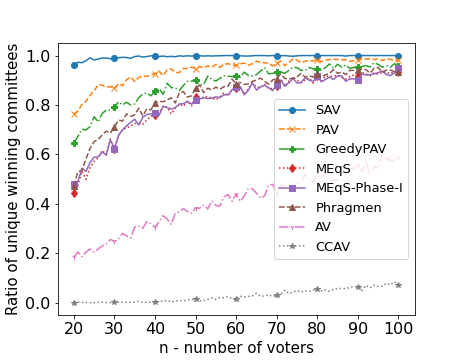 Ratio of unique winning committees
1.0
0.8
0.6
0.4
0.2
0.0
SAV
PAV
GreedyPAV
MEqS
MEqS-Phase-I
Phragmen
AV
CCAV
20 30 40 50 60 70 80 90 100
n - number of voters